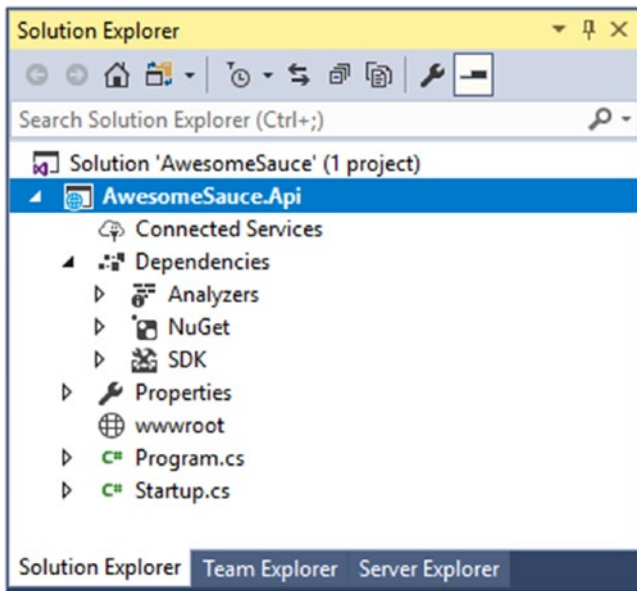 Solution Explorer
Search Solution Explorer (Ctrl+;)
Solution 'AwesomeSauce' (1 project)
AwesomeSauce.Api
Connected Services
Dependencies
Analyzers
NuGet
SDK
Properties
wwwroot
C# Program.cs
C# Startup.cs
Solution Explorer Team Explorer Server Explorer